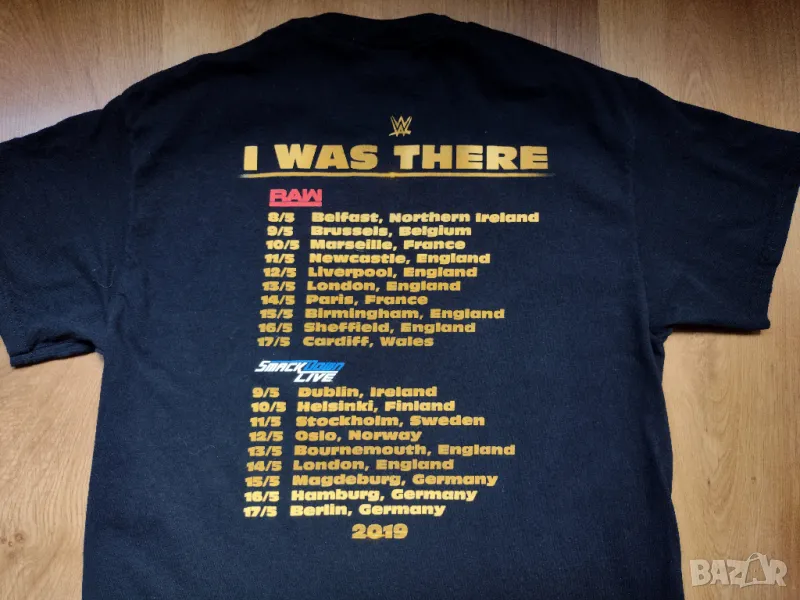 W
I WAS THERE
RAW
8/5 Belfast, Northern Ireland
9/5 Brussels, Belgium
10/5 Marseille, France
11/5 Newcastle, England
12/5 Liverpool, England
13/5 London, England
14/5 Paris, France
15/5 Birmingham, England
16/5 Sheffield, England
17/5 Cardiff, Wales
SMACKDOWN
LIVE
9/5 Dublin, Ireland
10/5 Helsinki, Finland
11/5 Stockholm, Sweden
12/5 Oslo, Norway
13/5 Bournemouth, England
14/5 London, England
15/5 Magdeburg, Germany
16/5 Hamburg, Germany
17/5 Berlin, Germany
2019
BAZAR